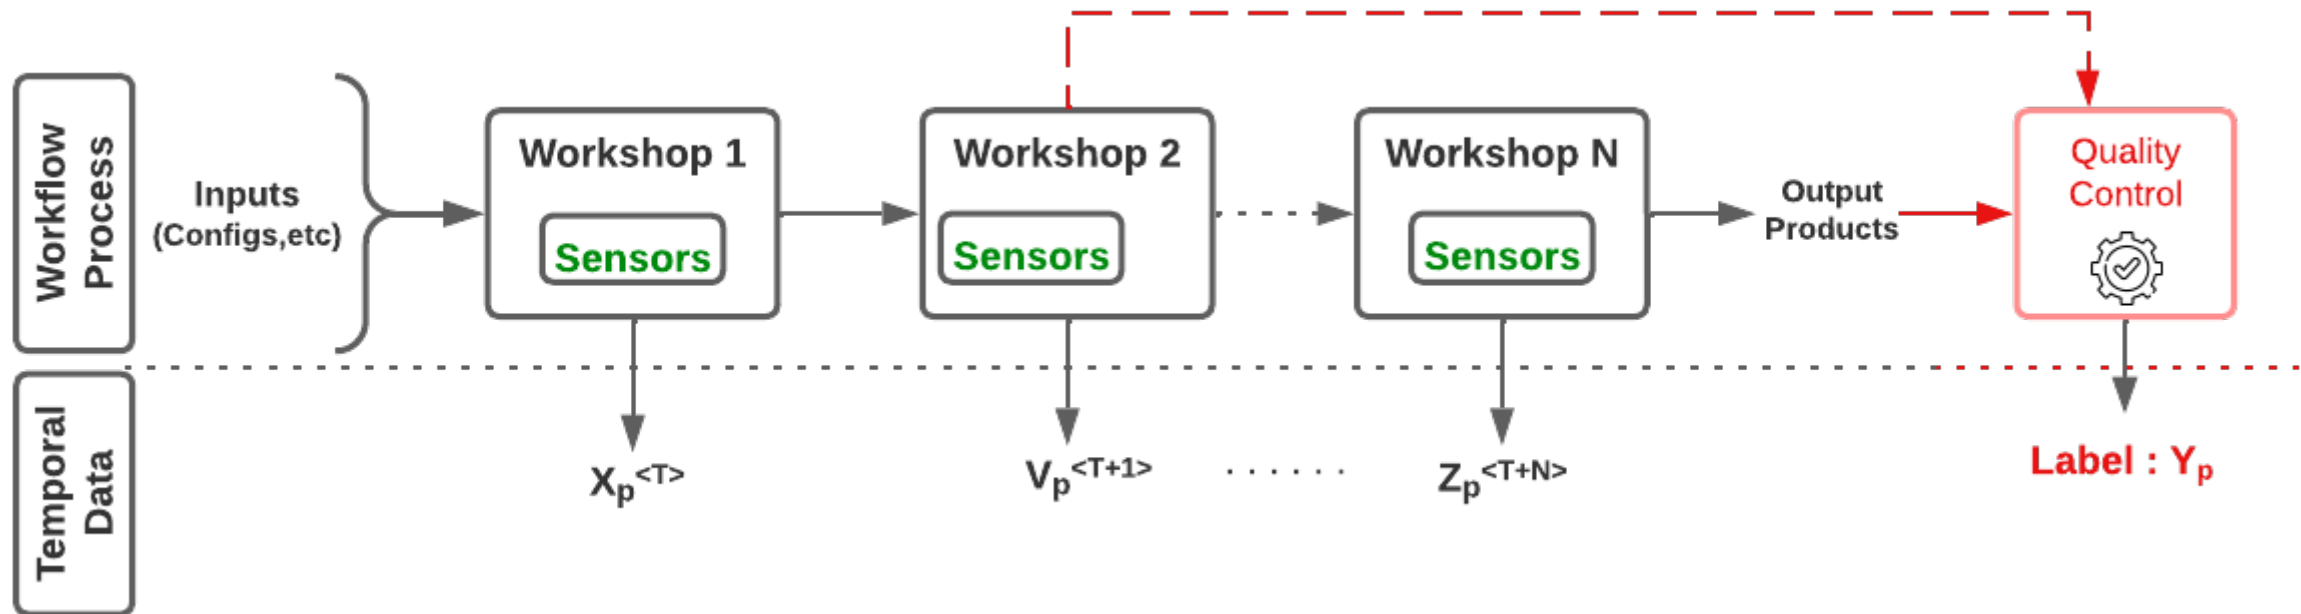 Workflow
Process
Inputs
(Configs,etc)
Workshop 1
Sensors
Workshop 2
Sensors
Workshop N
Sensors
Output
Products
Quality
Control
Temporal
Data
Xp<T>
Vp<T+1>
. . . . . .
Zp<T+N>
Label : Yp